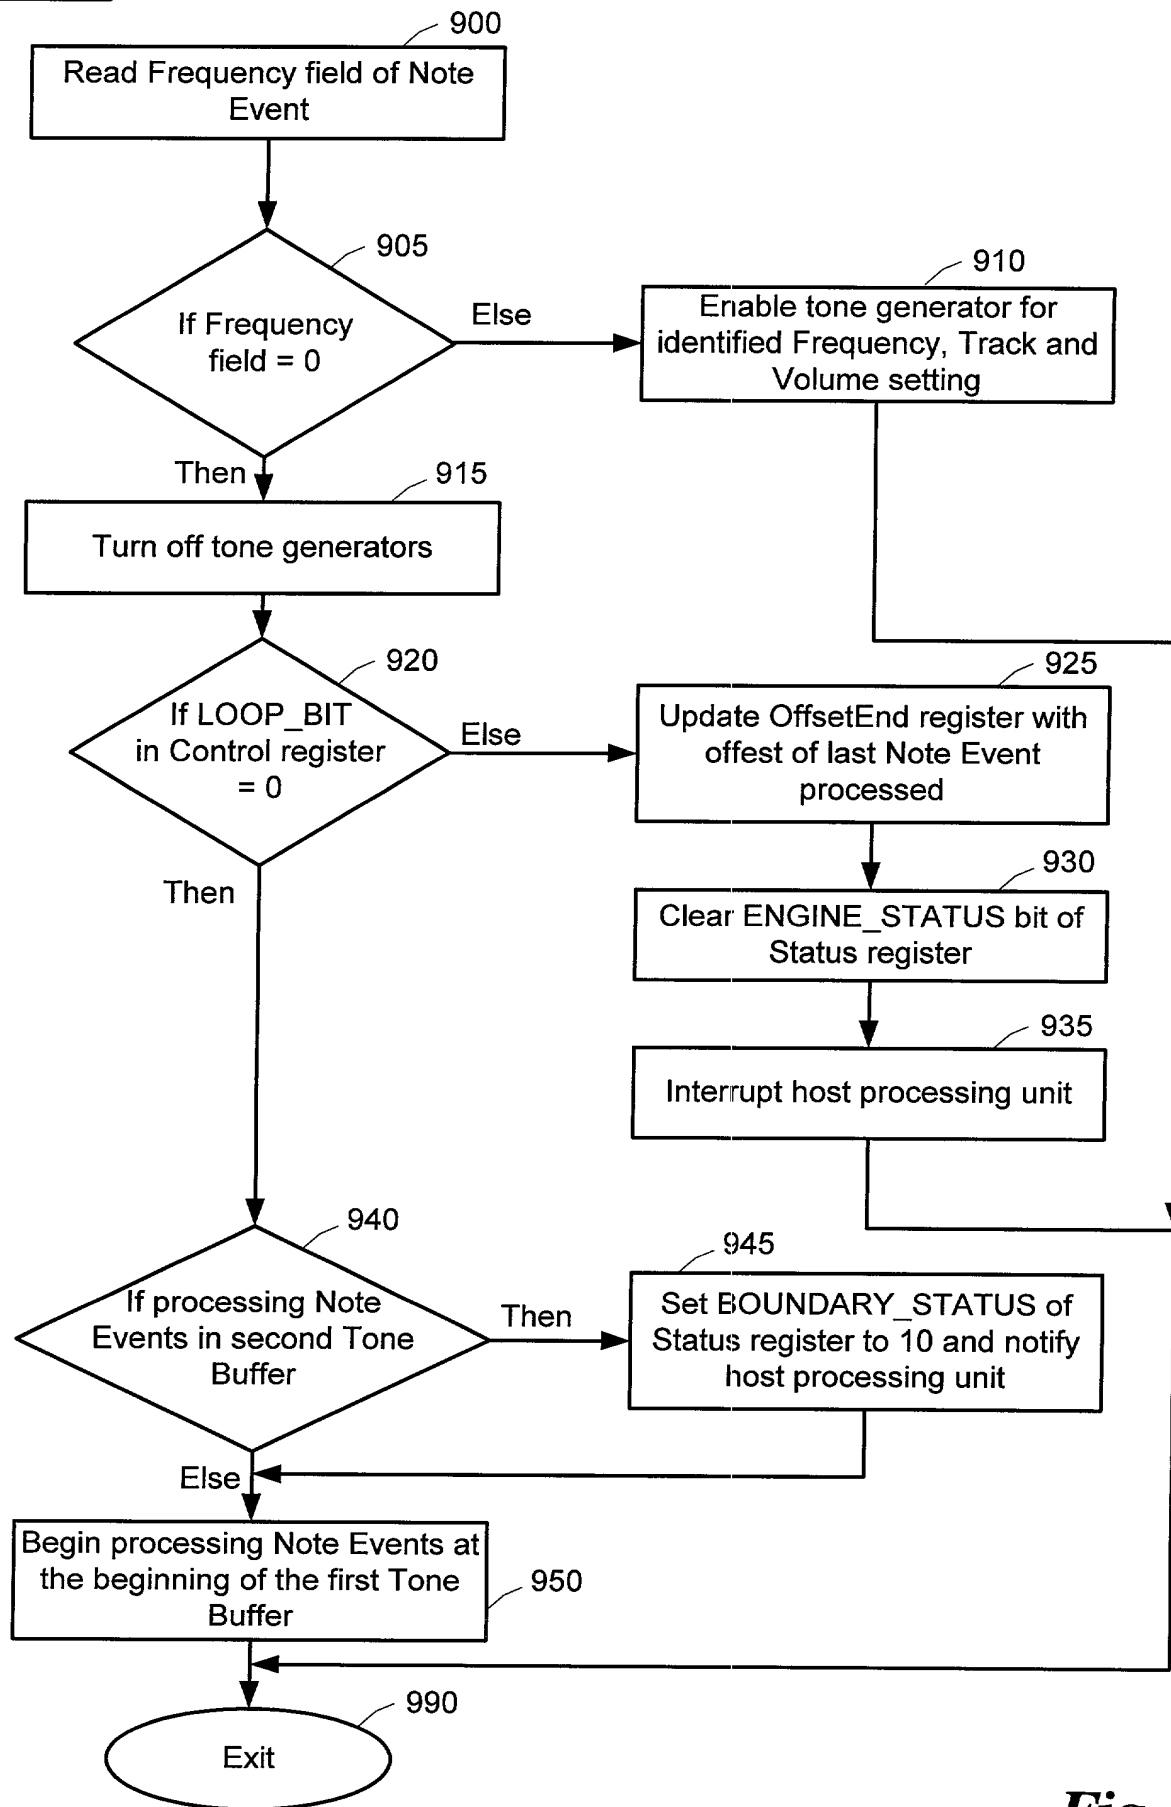 900
Read Frequency field of Note
Event
905
If Frequency
field = 0
Else
910
Enable tone generator for
identified Frequency, Track and
Volume setting
Then
915
Turn off tone generators
920
If LOOP_BIT
in Control register
= 0
Else
925
Update OffsetEnd register with
offest of last Note Event
processed
Then
930
Clear ENGINE_STATUS bit of
Status register
935
Interrupt host processing unit
940
If processing Note
Events in second Tone
Buffer
Then
945
Set BOUNDARY_STATUS of
Status register to 10 and notify
host processing unit
Else
Begin processing Note Events at
the beginning of the first Tone
Buffer
950
990
Exit